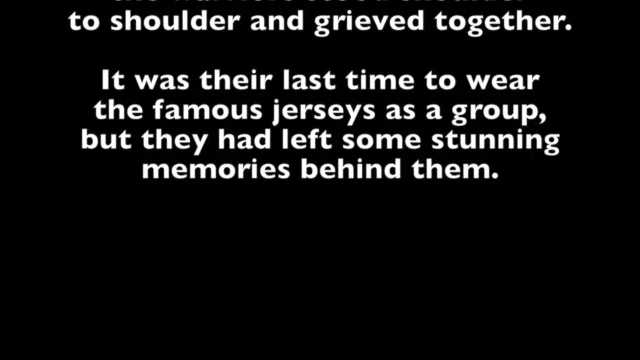 to shoulder and grieved together.
It was their last time to wear
the famous jerseys as a group,
but they had left some stunning
memories behind them.